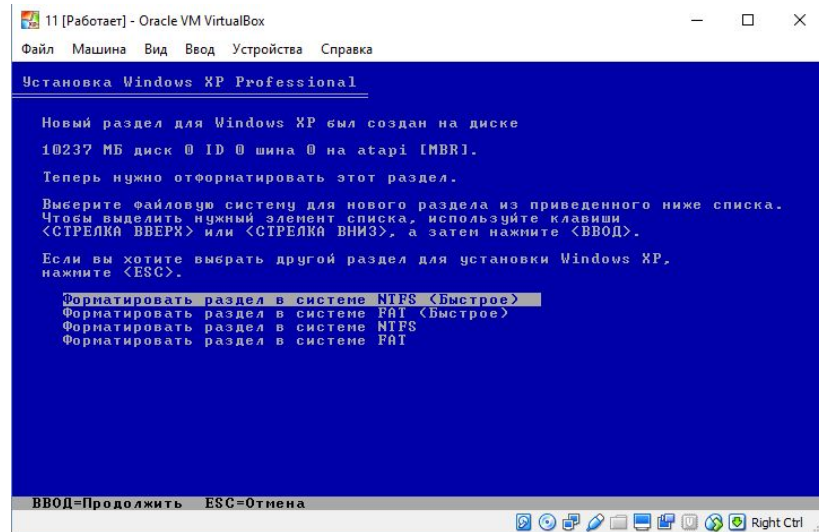 11 [Работает] - Oracle VM VirtualBox
Файл Машина Вид Ввод Устройства Справка
Установка Windows XP Professional
Новый раздел для Windows XP был создан на диске
10237 МБ диск 0 ID 0 шина 0 на atapi [MBR].
Теперь нужно отформатировать этот раздел.
Выберите файловую систему для нового раздела из приведенного ниже списка.
Чтобы выделить нужный элемент списка, используйте клавиши
<СТРЕЛКА ВВЕРХ> или <СТРЕЛКА ВНИЗ>, а затем нажмите <ВВОД>.
Если вы хотите выбрать другой раздел для установки Windows XP,
нажмите <ESC>.
Форматировать раздел в системе NTFS (Быстрое)
Форматировать раздел в системе FAT (Быстрое)
Форматировать раздел в системе NTFS
Форматировать раздел в системе FAT
ВВОД=Продолжить ESC=Отмена
Right Ctrl